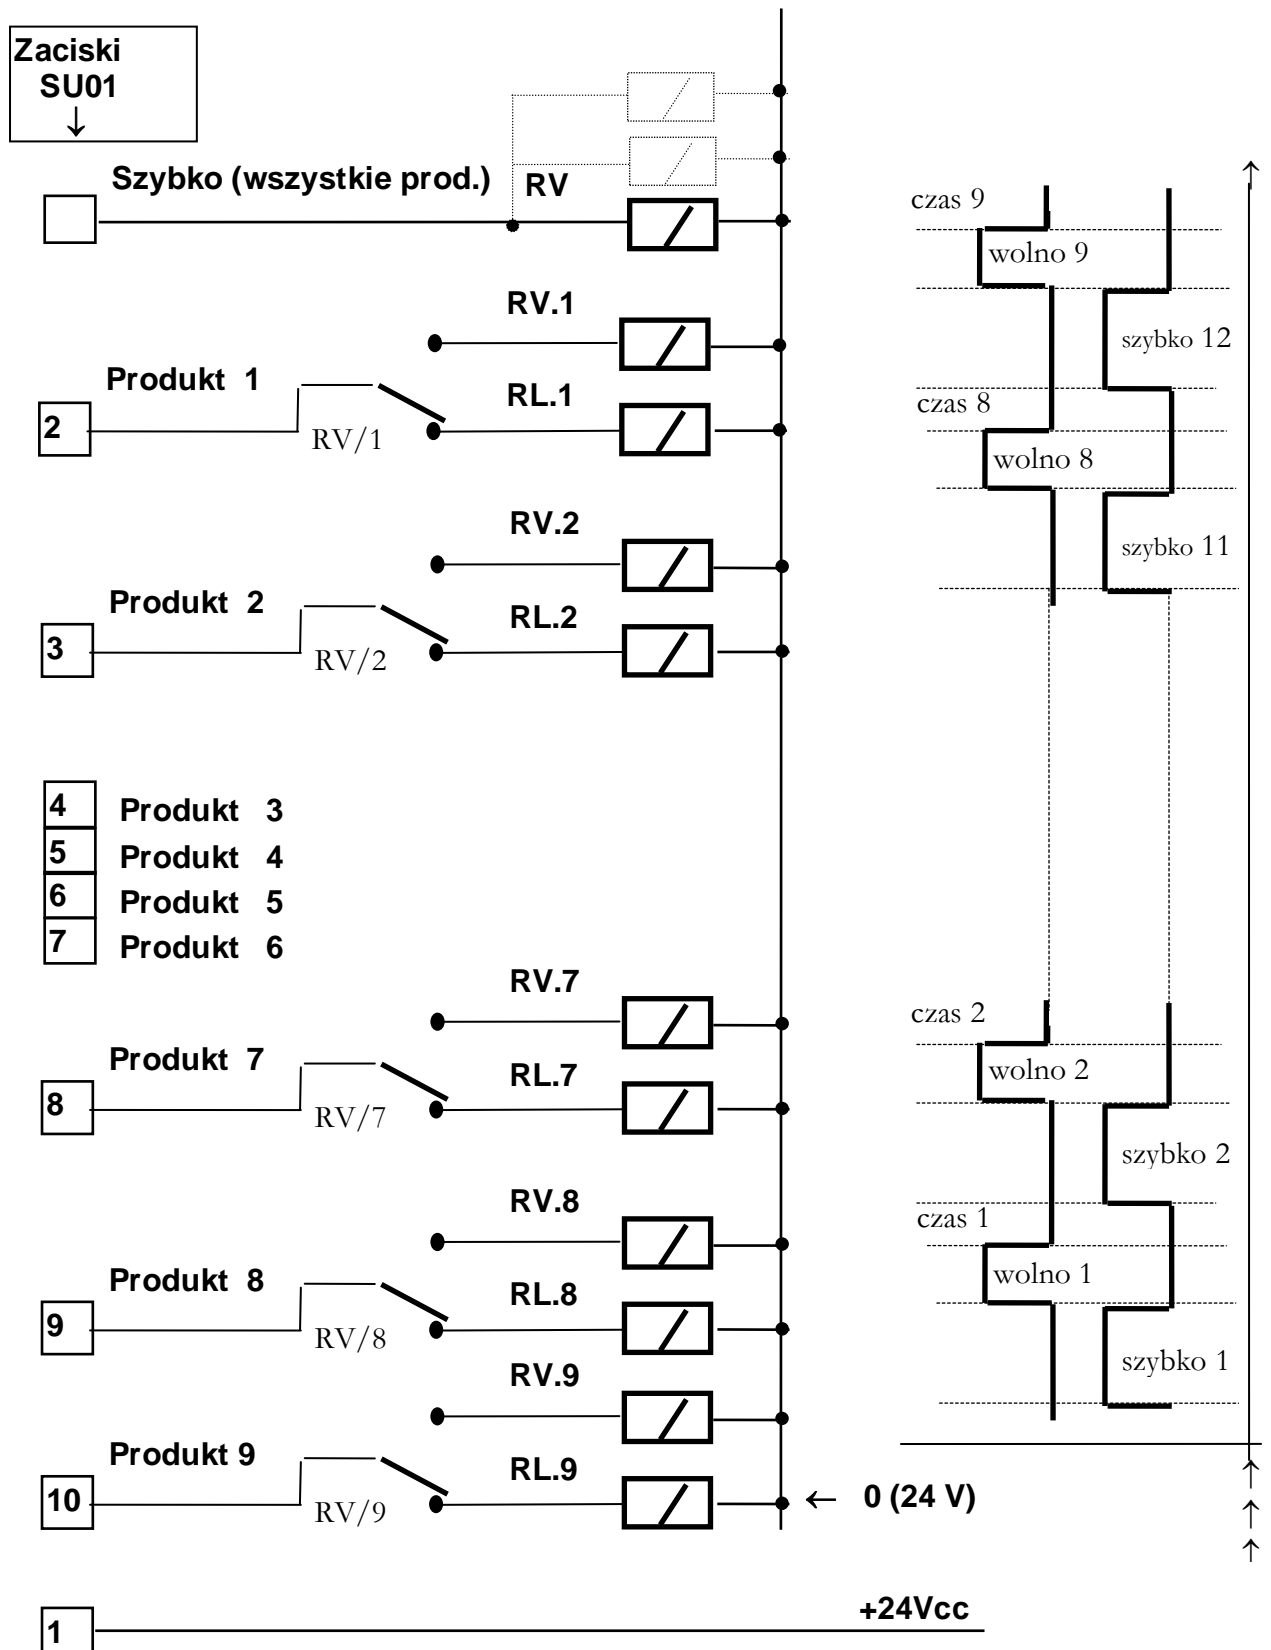 Zaciski
SU01
↓
Szybko (wszystkie prod.) RV
RV.1
Produkt 1
RL.1
2
RV/1
RV.2
Produkt 2
RL.2
3
RV/2
4 Produkt 3
5 Produkt 4
6 Produkt 5
7 Produkt 6
RV.7
Produkt 7
RL.7
8
RV/7
RV.8
Produkt 8
RL.8
9
RV/8
RV.9
Produkt 9
RL.9
10
RV/9
← 0 (24 V)
+24Vcc
1
czas 9
wolno 9
szybko 12
czas 8
wolno 8
szybko 11
czas 2
wolno 2
szybko 2
czas 1
wolno 1
szybko 1